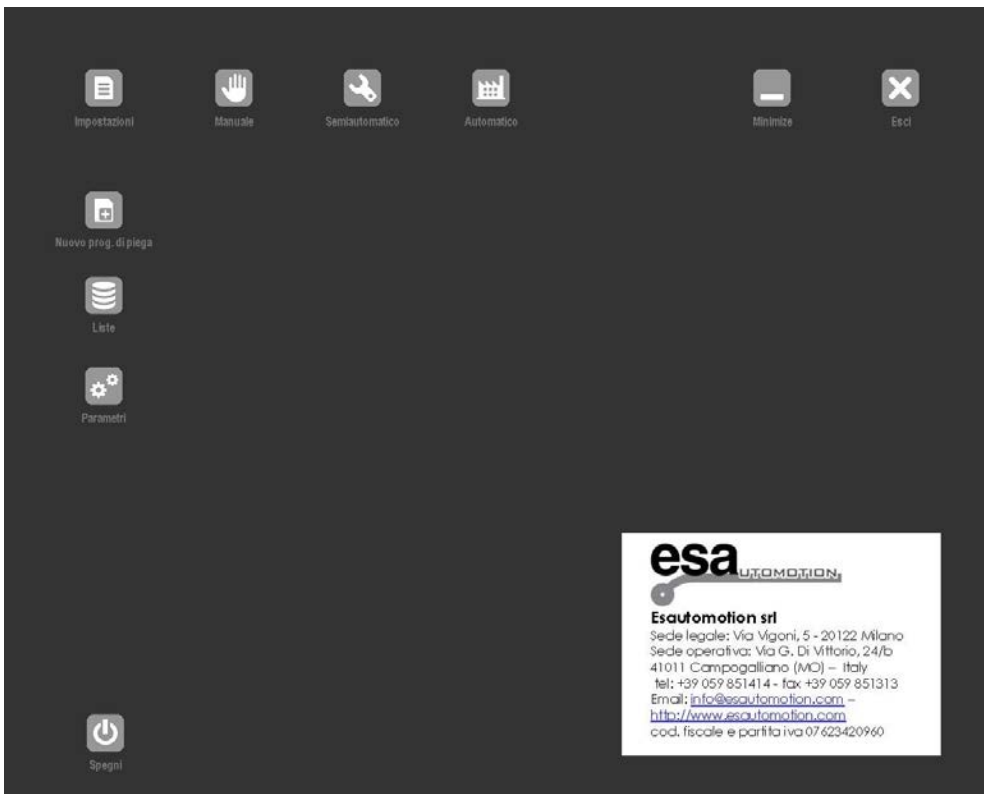 Impostazioni
Manuale
Semiautomatico
Automatico
Minimize
Esci
Nuovo prog. di piega
Liste
Parametri
esa
UTOMOTION
Esautomotion srl
Sede legale: Via Vigoni, 5 - 20122 Milano
Sede operativa: Via G. Di Vittorio, 24/b
41011 Campogalliano (MO) – Italy
tel: +39 059 851414 - fax +39 059 851313
Email: info@esautomotion.com –
http://www.esautomotion.com
cod. fiscale e partita iva 07623420960
Spegni